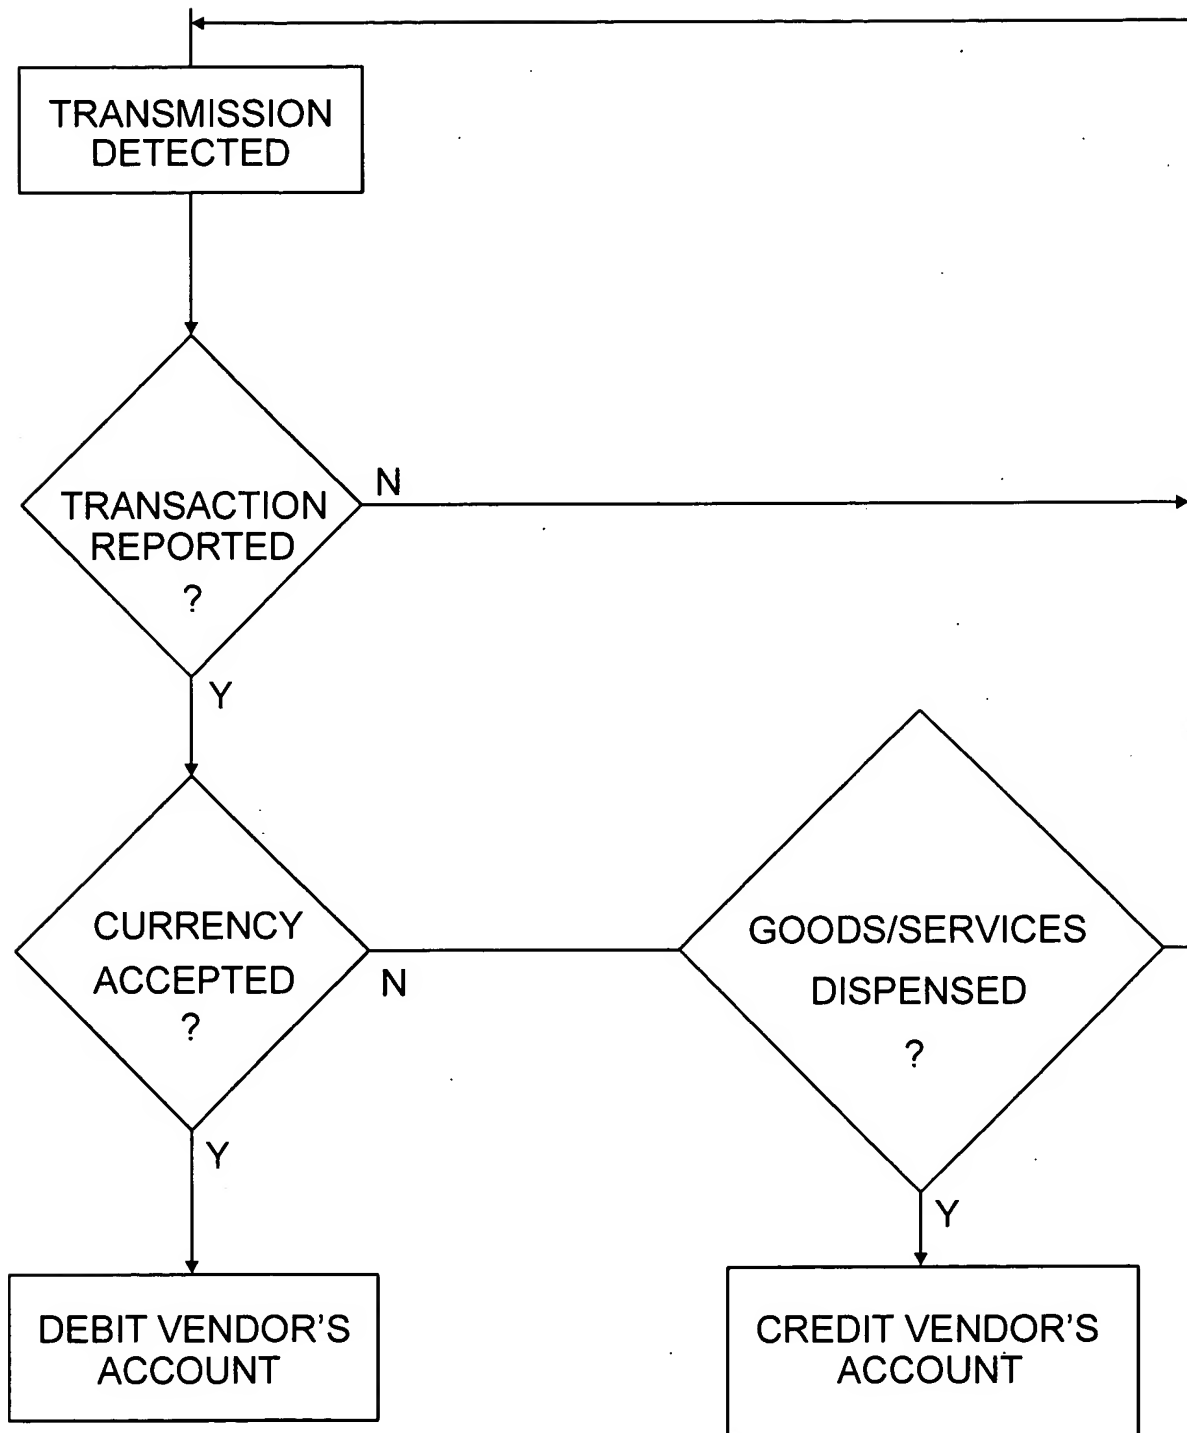 TRANSMISSION
DETECTED
N
TRANSACTION
REPORTED
?
Y
CURRENCY
ACCEPTED
?
N
Y
GOODS/SERVICES
DISPENSED
?
Y
DEBIT VENDOR'S
ACCOUNT
CREDIT VENDOR'S
ACCOUNT